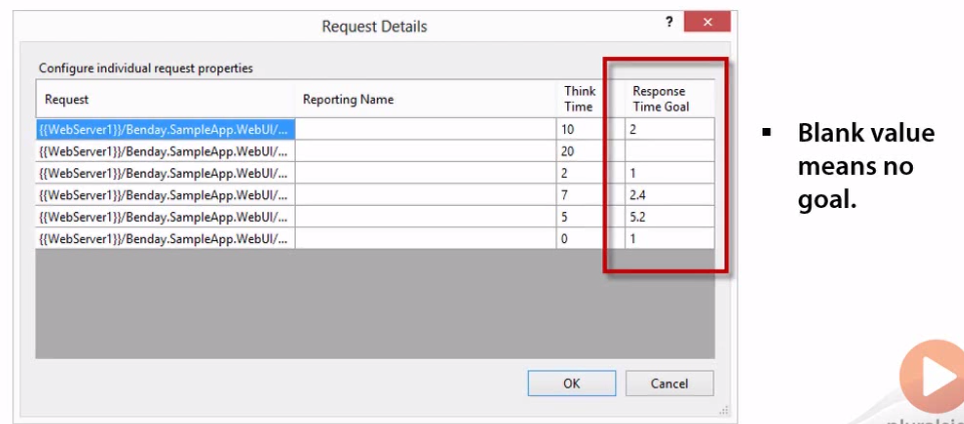 Request Details
?
×
Configure individual request properties
Request Reporting Name Think Time Response Time Goal
{{WebServer1}}/Benday.SampleApp.WebUI/... 10 2
{{WebServer1}}/Benday.SampleApp.WebUI/... 20
{{WebServer1}}/Benday.SampleApp.WebUI/... 2 1
{{WebServer1}}/Benday.SampleApp.WebUI/... 7 2.4
{{WebServer1}}/Benday.SampleApp.WebUI/... 5 5.2
{{WebServer1}}/Benday.SampleApp.WebUI/... 0 1
OK Cancel
▪ Blank value
means no
goal.